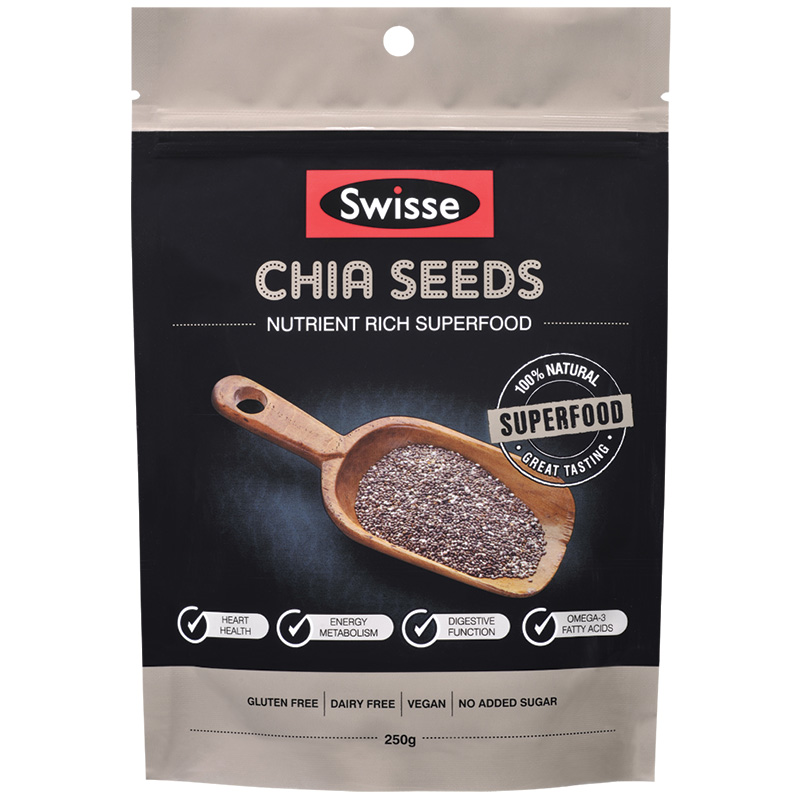 Swisse
CHIA SEEDS
NUTRIENT RICH SUPERFOOD
100% NATURAL
SUPERFOOD
• GREAT TASTING •
HEART
HEALTH
ENERGY
METABOLISM
DIGESTIVE
FUNCTION
OMEGA-3
FATTY ACIDS
GLUTEN FREE | DAIRY FREE | VEGAN | NO ADDED SUGAR
250g